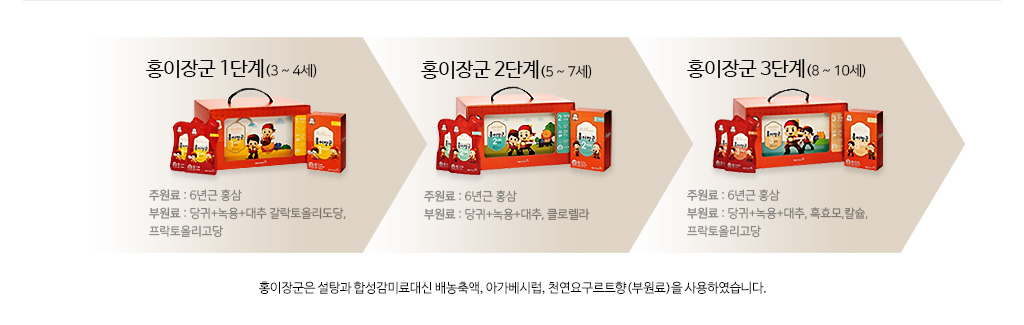 홍이장군 1단계(3 ~ 4세)
주원료 : 6년근 홍삼
부원료 : 당귀+녹용+대추 갈락토올리도당,
프락토올리고당
홍이장군 2단계(5 ~ 7세)
주원료 : 6년근 홍삼
부원료 : 당귀+녹용+대추, 클로렐라
홍이장군 3단계(8 ~ 10세)
주원료 : 6년근 홍삼
부원료 : 당귀+녹용+대추, 흑효모,칼슘,
프락토올리고당
홍이장군은 설탕과 합성감미료대신 배농축액, 아가베시럽, 천연요구르트향(부원료)을 사용하였습니다.